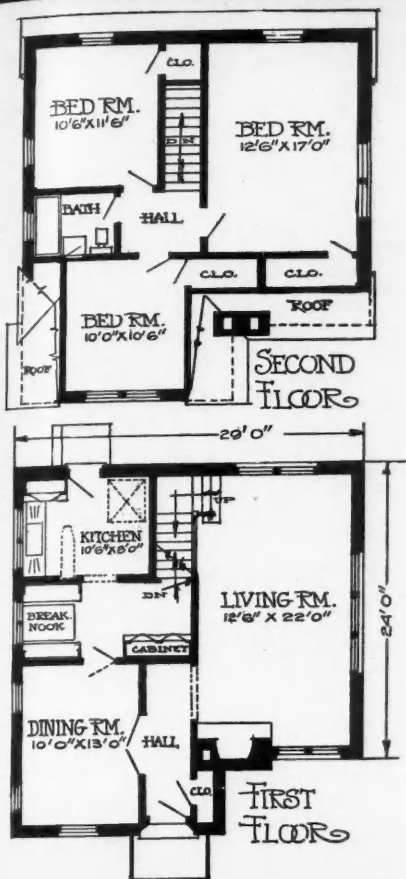 CLO.
BED RM.
10'6"X11'6"
BED RM.
12'6"X17'0"
DN
BATH
HALL
CLO.
CLO.
BED RM.
10'0"X10'6"
ROOF
ROOF
SECOND
FLOOR
29'0"
UP
KITCHEN
10'6"X8'0"
DN
LIVING RM.
12'6" X 22'0"
24'0"
BREAK.
NOOK
CABINET
DINING RM.
10'0"X13'0"
HALL
CLO.
FIRST
FLOOR